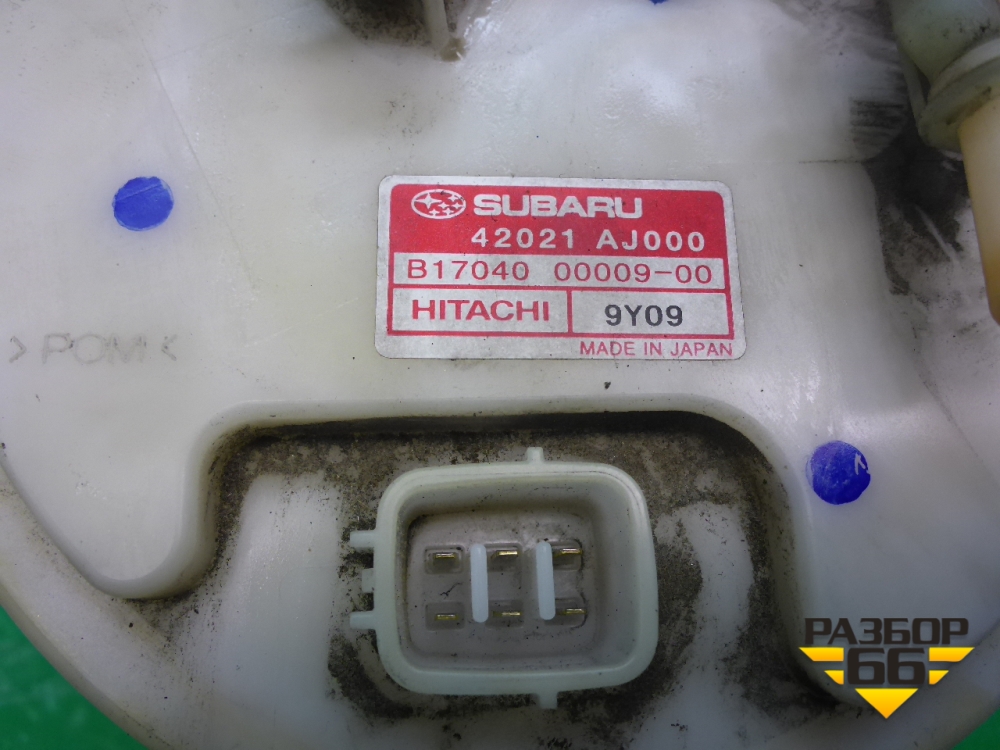 SUBARU
42021 AJ000
B17040 00009-00
HITACHI 9Y09
MADE IN JAPAN
>POM<
РАЗБОР
66